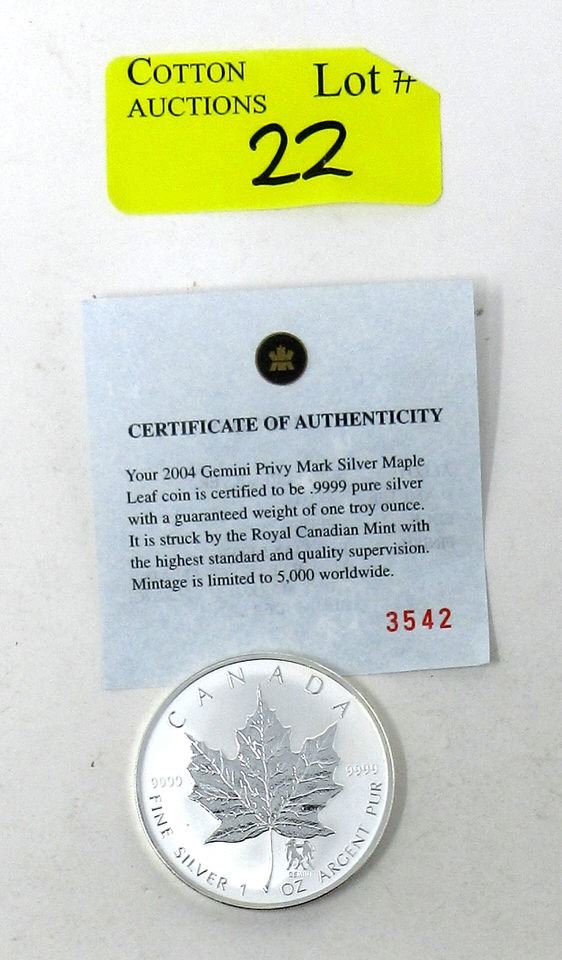 COTTON Lot #
AUCTIONS
22
CERTIFICATE OF AUTHENTICITY
Your 2004 Gemini Privy Mark Silver Maple
Leaf coin is certified to be .9999 pure silver
with a guaranteed weight of one troy ounce.
It is struck by the Royal Canadian Mint with
the highest standard and quality supervision.
Mintage is limited to 5,000 worldwide.
3542
CANADA
9999 9999
FINE SILVER 1 OZ ARGENT PUR
GEMINI